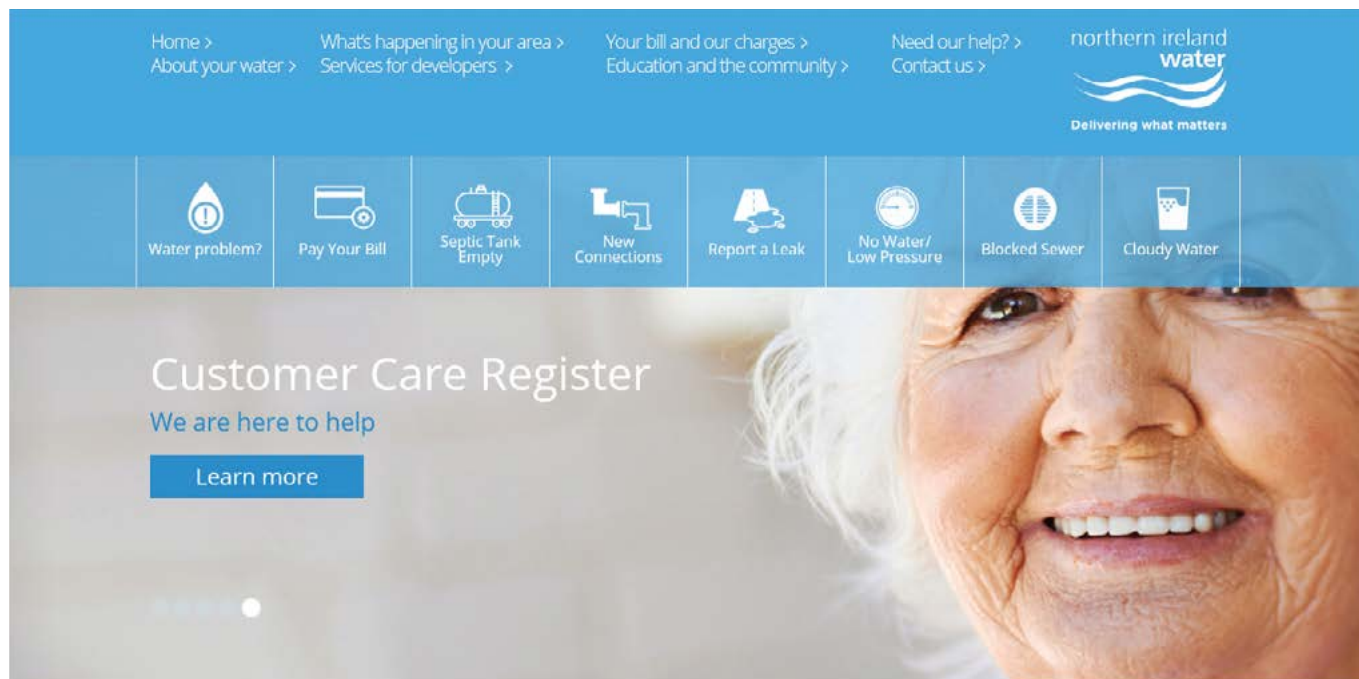 Home >
What's happening in your area >
Your bill and our charges >
Need our help? >
About your water >
Services for developers >
Education and the community >
Contact us >
northern ireland
water
Delivering what matters
Water problem?
Pay Your Bill
Septic Tank
Empty
New
Connections
Report a Leak
No Water/
Low Pressure
Blocked Sewer
Cloudy Water
Customer Care Register
We are here to help
Learn more